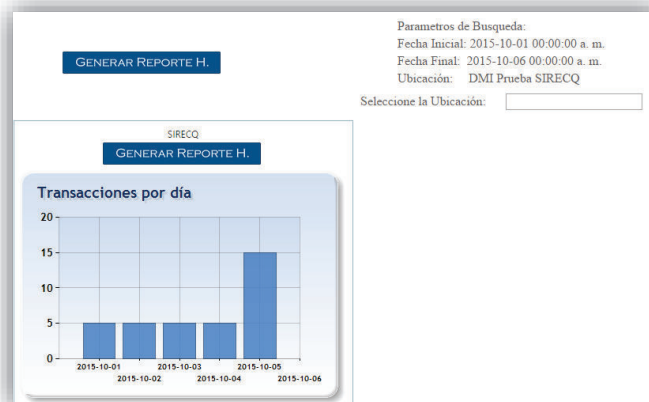 GENERAR REPORTE H.
Parametros de Busqueda:
Fecha Inicial: 2015-10-01 00:00:00 a. m.
Fecha Final: 2015-10-06 00:00:00 a. m.
Ubicación: DMI Prueba SIRECQ
Seleccione la Ubicación:
SIRECQ
GENERAR REPORTE H.
Transacciones por día
20
15
10
5
0
2015-10-01 2015-10-03 2015-10-05
2015-10-02 2015-10-04 2015-10-06